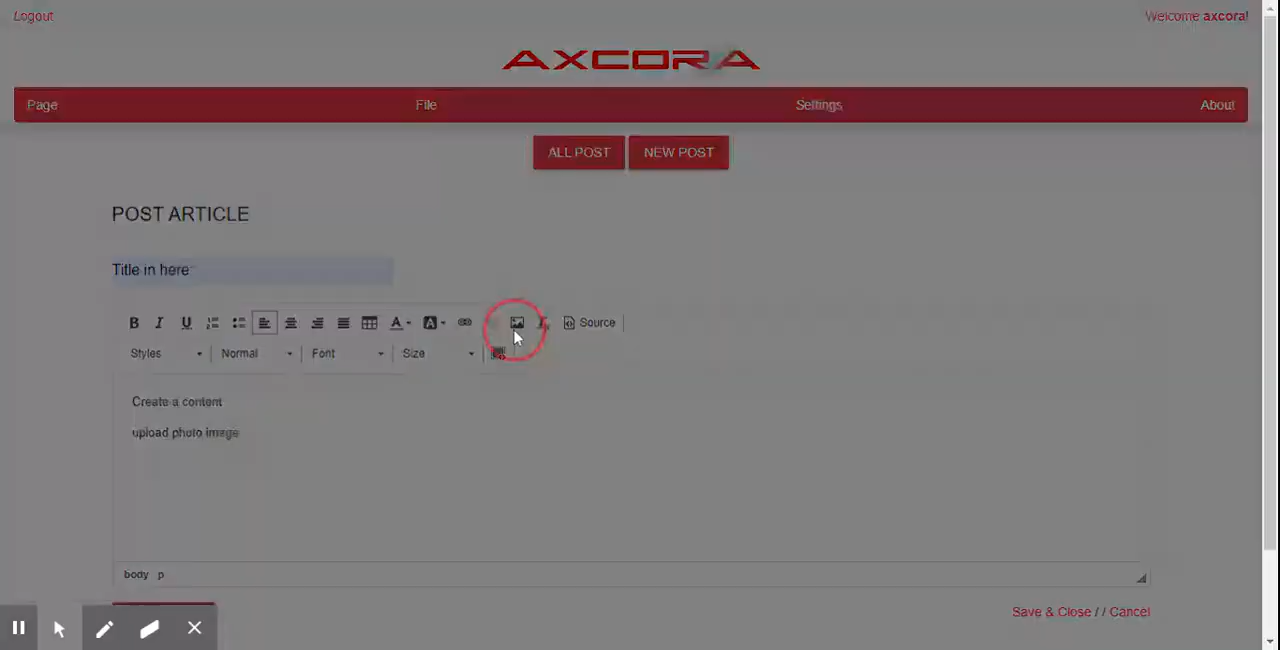 Logout Welcome axcora!
AXCORA
Page File Settings About
ALL POST NEW POST
POST ARTICLE
Title in here
B I U A A Source
Styles Normal Font Size
Create a content
upload photo image
body p
Save & Close / / Cancel